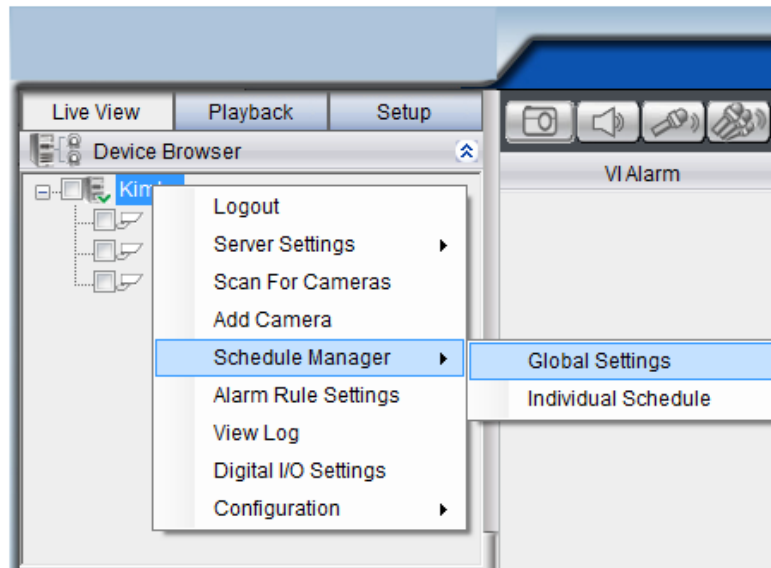 Live View Playback Setup
Device Browser
VI Alarm
Logout
Server Settings
Scan For Cameras
Add Camera
Schedule Manager
Global Settings
Alarm Rule Settings
Individual Schedule
View Log
Digital I/O Settings
Configuration